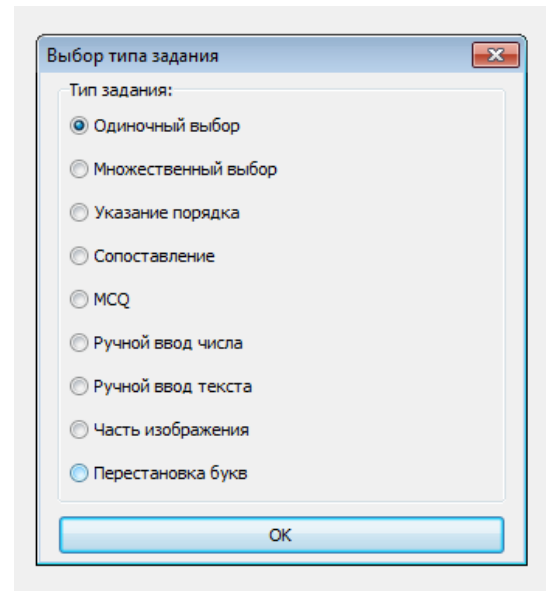 Выбор типа задания
Тип задания:
Одиночный выбор
Множественный выбор
Указание порядка
Сопоставление
MCQ
Ручной ввод числа
Ручной ввод текста
Часть изображения
Перестановка букв
OK